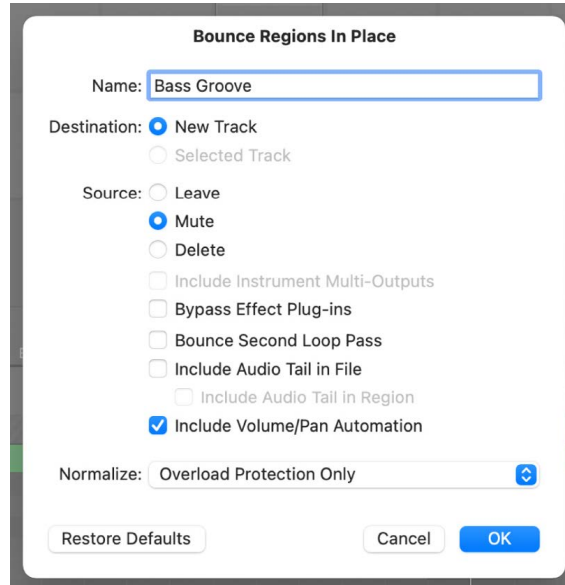 Bounce Regions In Place
Name: Bass Groove
Destination: New Track
Selected Track
Source: Leave
Mute
Delete
Include Instrument Multi-Outputs
Bypass Effect Plug-ins
Bounce Second Loop Pass
Include Audio Tail in File
Include Audio Tail in Region
Include Volume/Pan Automation
Normalize: Overload Protection Only
Restore Defaults Cancel OK